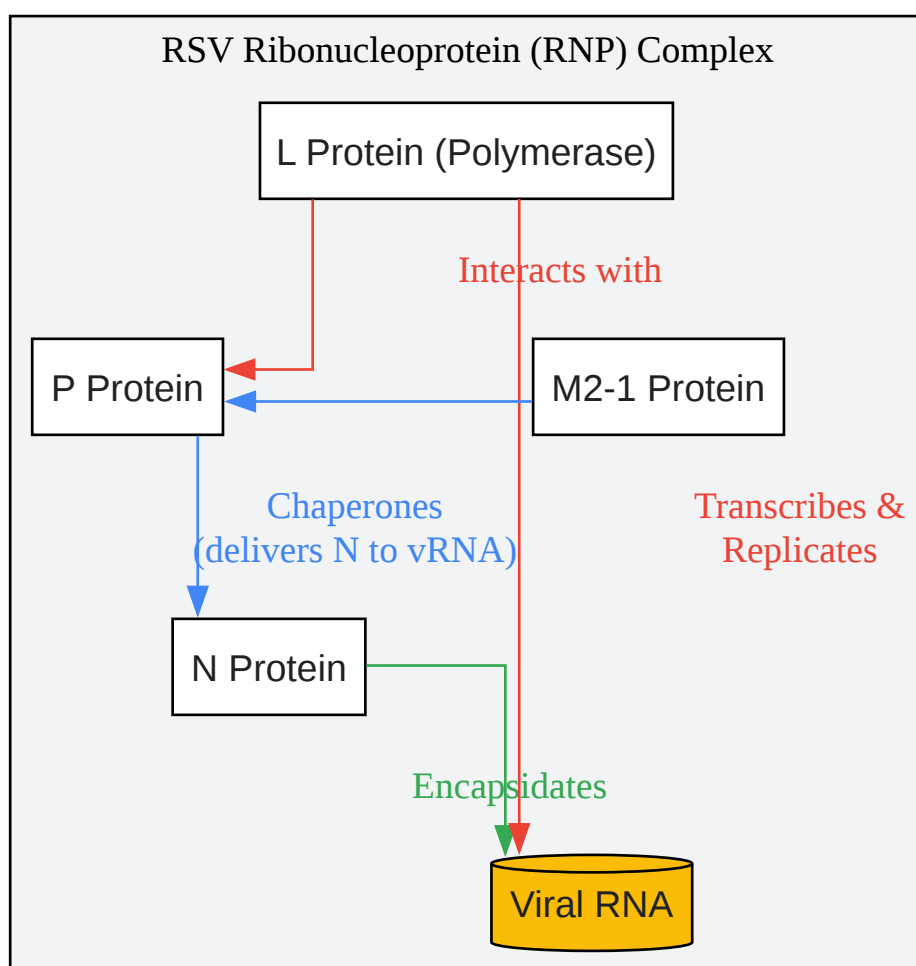 RSV Ribonucleoprotein (RNP) Complex
L Protein (Polymerase)
Interacts with
P Protein
M2-1 Protein
Chaperones
(delivers N to vRNA)
Transcribes &
Replicates
N Protein
Encapsidates
Viral RNA